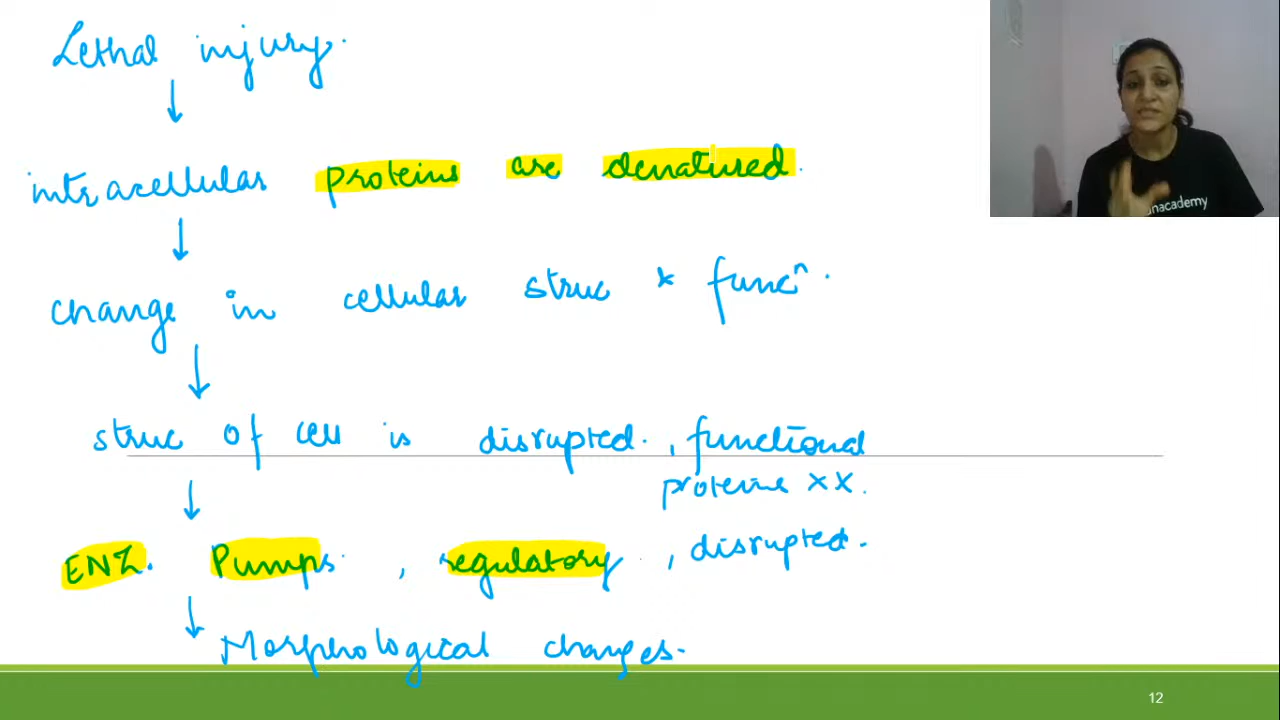 Lethal injury.
↓
intracellular proteins are denatured.
↓
change in cellular struc & funcⁿ.
↓
struc of cell is disrupted. , functional
proteins xx.
↓
ENZ. Pumps. , regulatory , disrupted.
↓
Morphological changes.
nacademy
12